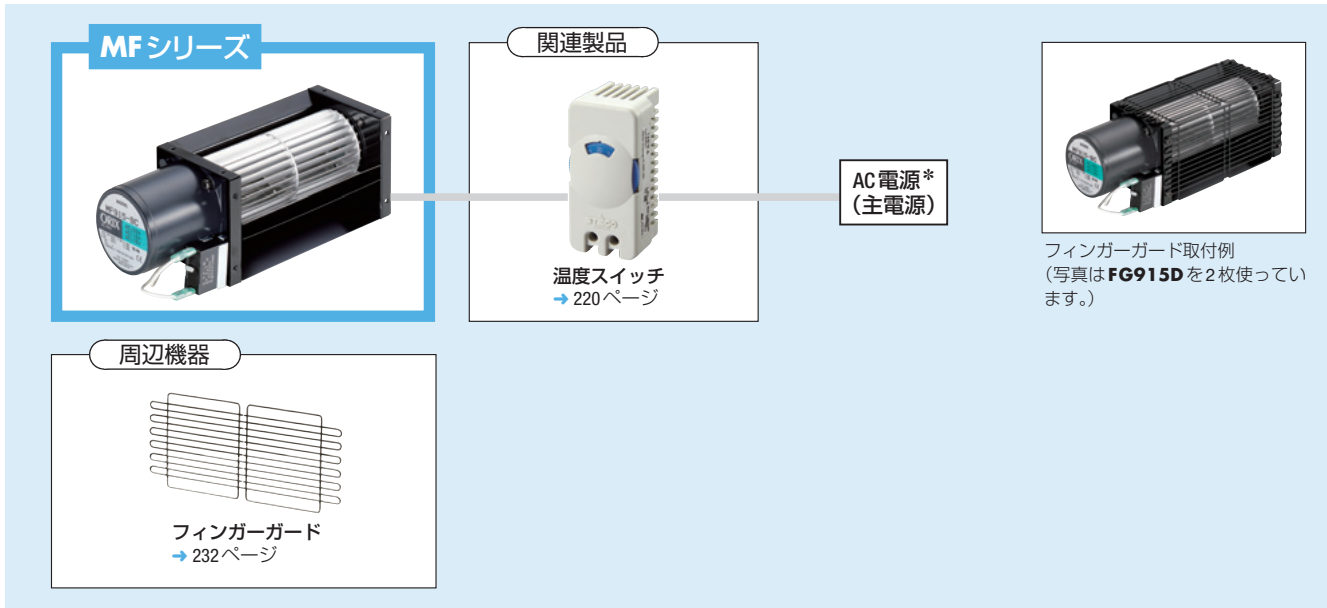 MFシリーズ
関連製品
温度スイッチ
→ 220ページ
AC電源*
(主電源)
フィンガーガード取付例
(写真はFG915Dを2枚使ってい
ます。)
周辺機器
フィンガーガード
→ 232ページ